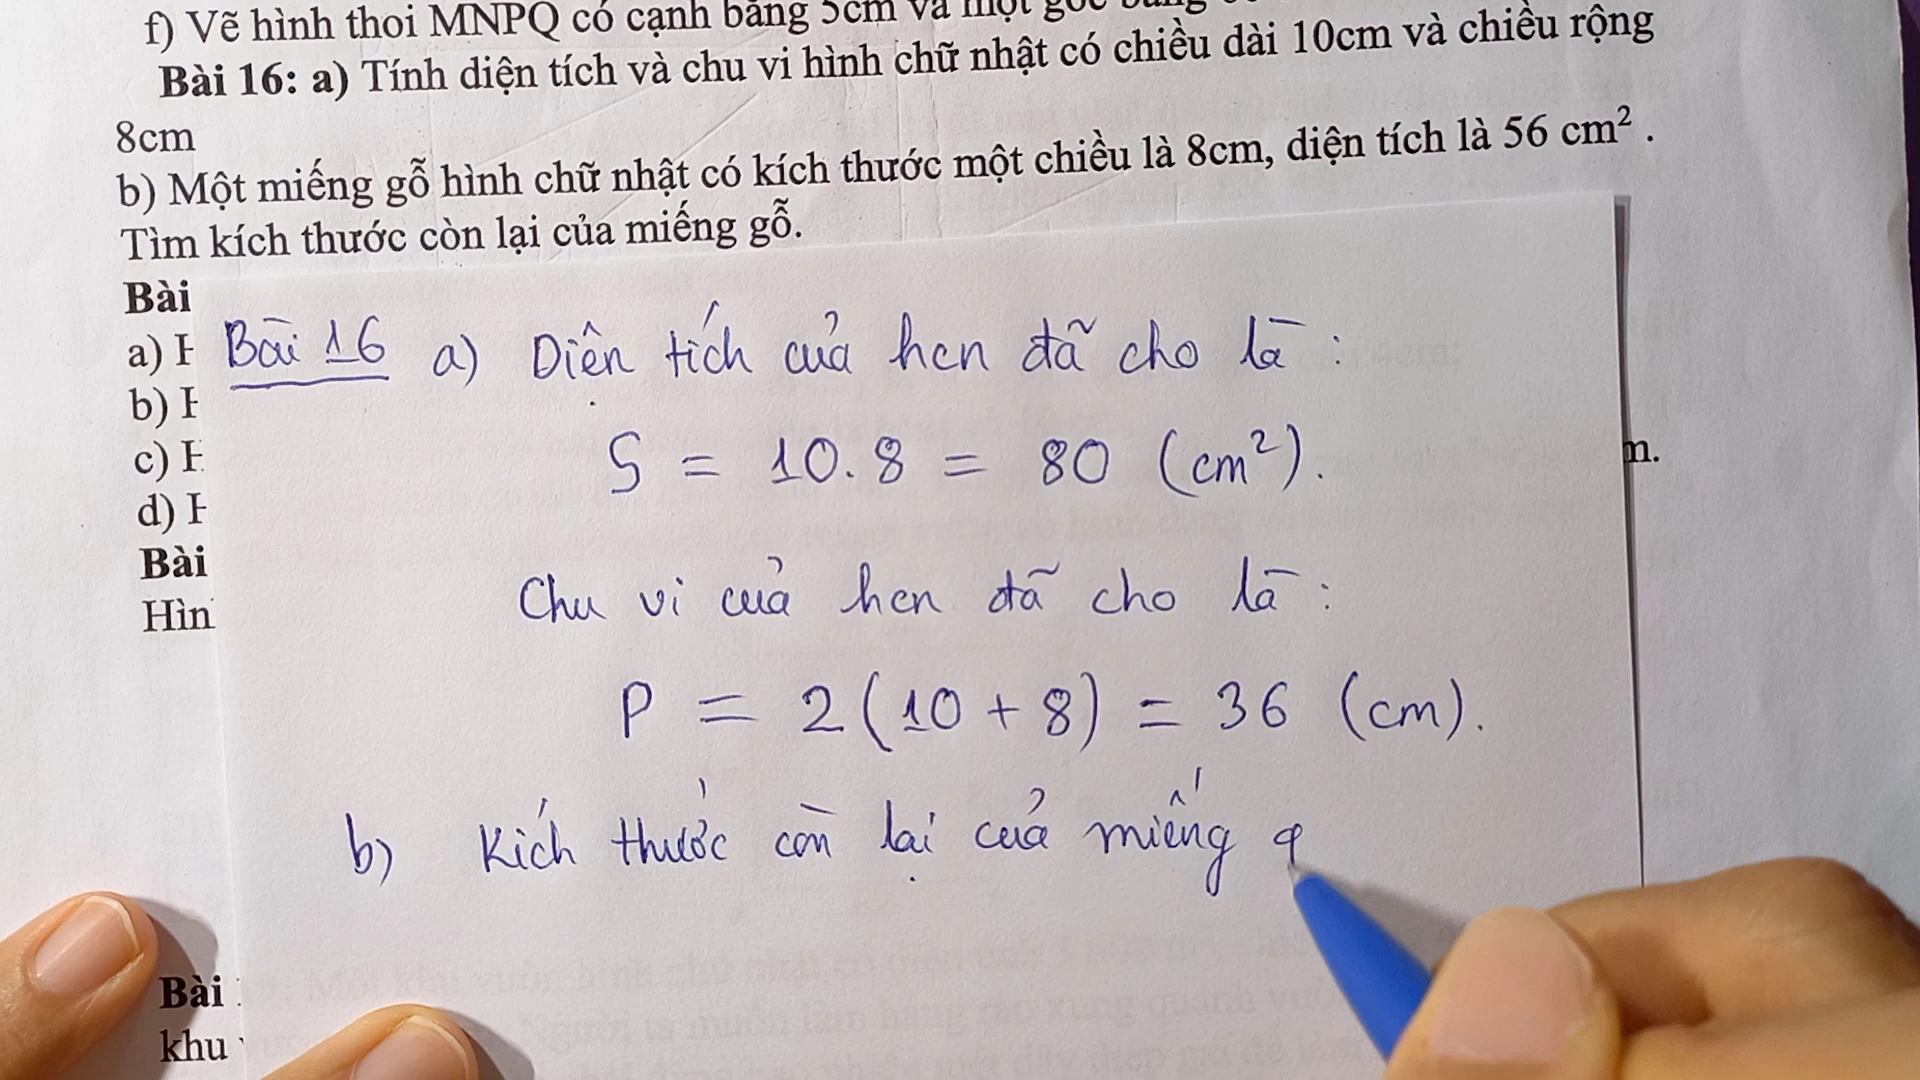 f) Vẽ hình thoi MNPQ có cạnh bằng 5cm và một góc
Bài 16: a) Tính diện tích và chu vi hình chữ nhật có chiều dài 10cm và chiều rộng
8cm
b) Một miếng gỗ hình chữ nhật có kích thước một chiều là 8cm, diện tích là 56 cm² .
Tìm kích thước còn lại của miếng gỗ.
Bài
a) H
Bài 16 a) Diện tích của hcn đã cho là :
b) H
S = 10.8 = 80 (cm²).
c) H
m.
d) H
Bài
Chu vi của hcn đã cho là :
Hìn
P = 2(10 + 8) = 36 (cm).
b) Kích thước còn lại của miếng
Bài
khu